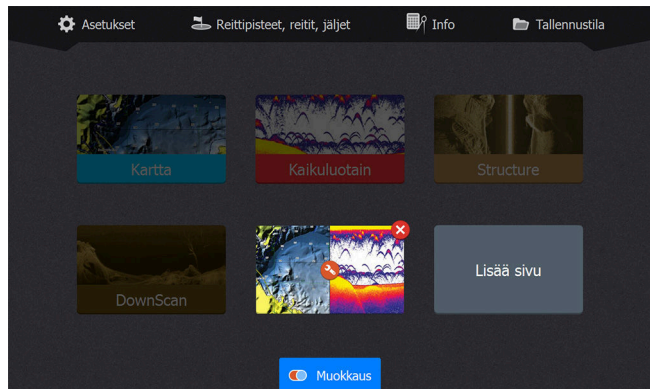 Asetukset
Reittipisteet, reitit, jäljet
Info
Tallennustila
Kartta
Kaikuluotain
Structure
DownScan
Lisää sivu
Muokkaus